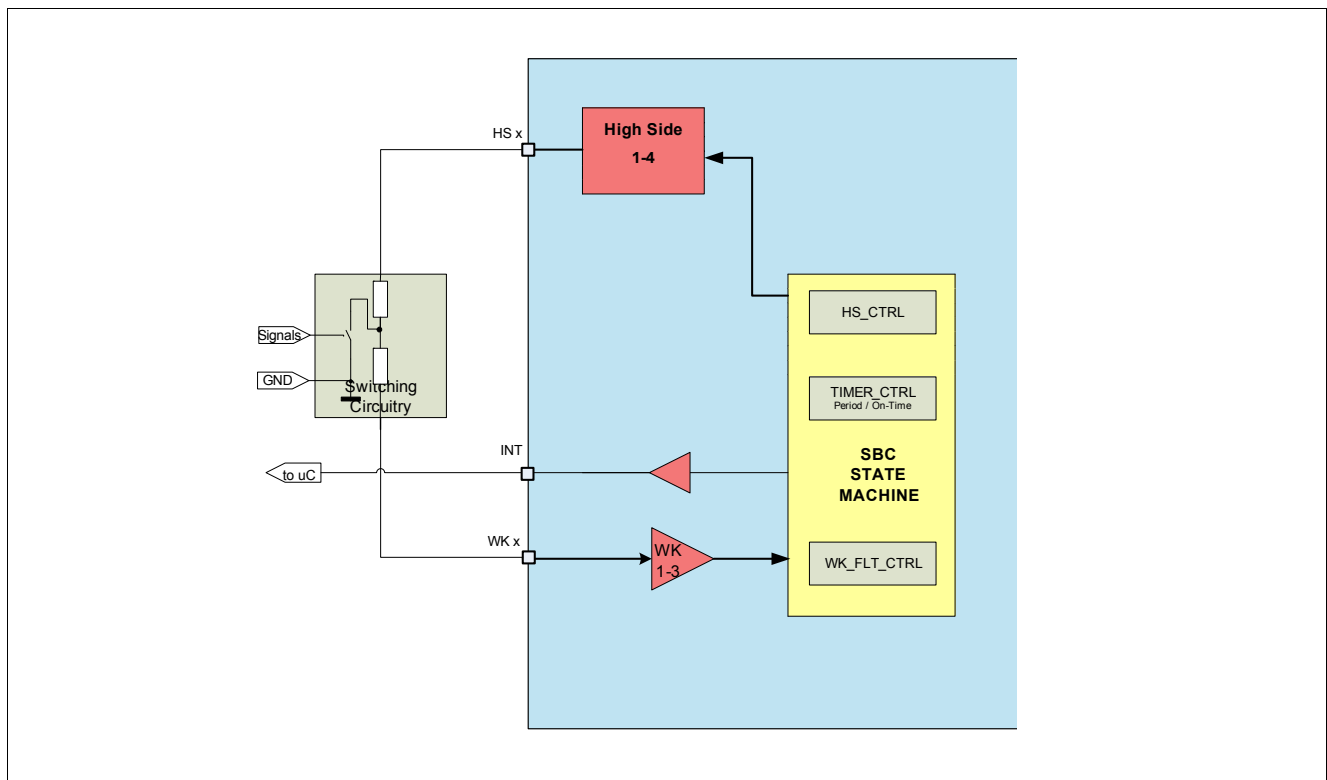 HS x
High Side
1-4
HS_CTRL
Signals
GND
Switching
Circuitry
TIMER_CTRL
Period / On-Time
INT
SBC
STATE
MACHINE
to uC
WK x
WK
1-3
WK_FLT_CTRL